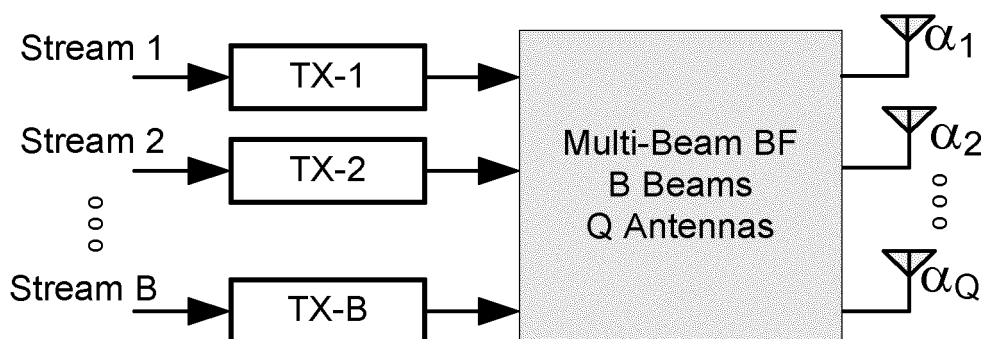 Stream 1
TX-1
α1
Stream 2
TX-2
α2
Multi-Beam BF
B Beams
Q Antennas
Stream B
TX-B
αQ